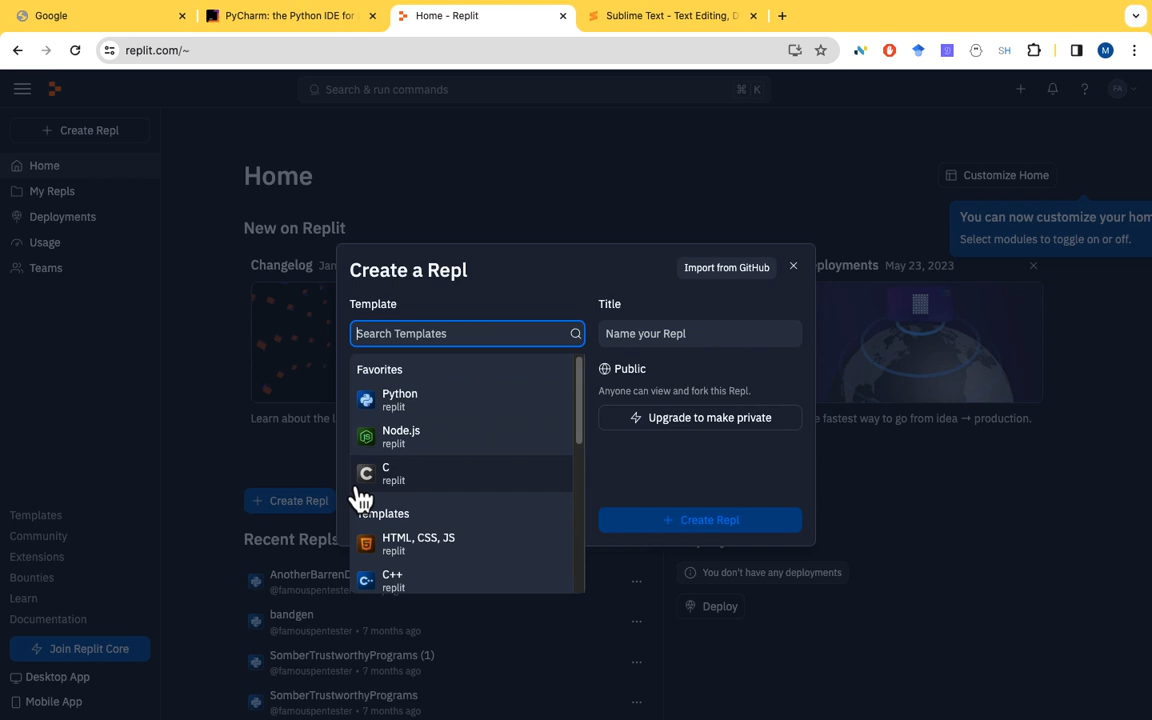 Google
PyCharm: the Python IDE for
Home - Replit
Sublime Text - Text Editing, D
replit.com/~
SH
M
Search & run commands
⌘ K
FA
Create Repl
Home
My Repls
Deployments
Usage
Teams
Templates
Community
Extensions
Bounties
Learn
Documentation
Join Replit Core
Desktop App
Mobile App
Home
Customize Home
You can now customize your hom
Select modules to toggle on or off.
New on Replit
Changelog Jan
ployments May 23, 2023
Learn about the l
e fastest way to go from idea → production.
Create Repl
Recent Repls
AnotherBarrenD
@famouspentester
bandgen
@famouspentester • 7 months ago
SomberTrustworthyPrograms (1)
@famouspentester • 7 months ago
SomberTrustworthyPrograms
@famouspentester • 7 months ago
You don't have any deployments
Deploy
Create a Repl
Import from GitHub
Template
Search Templates
Favorites
Python
replit
Node.js
replit
C
replit
Templates
HTML, CSS, JS
replit
C++
replit
Title
Name your Repl
Public
Anyone can view and fork this Repl.
Upgrade to make private
Create Repl